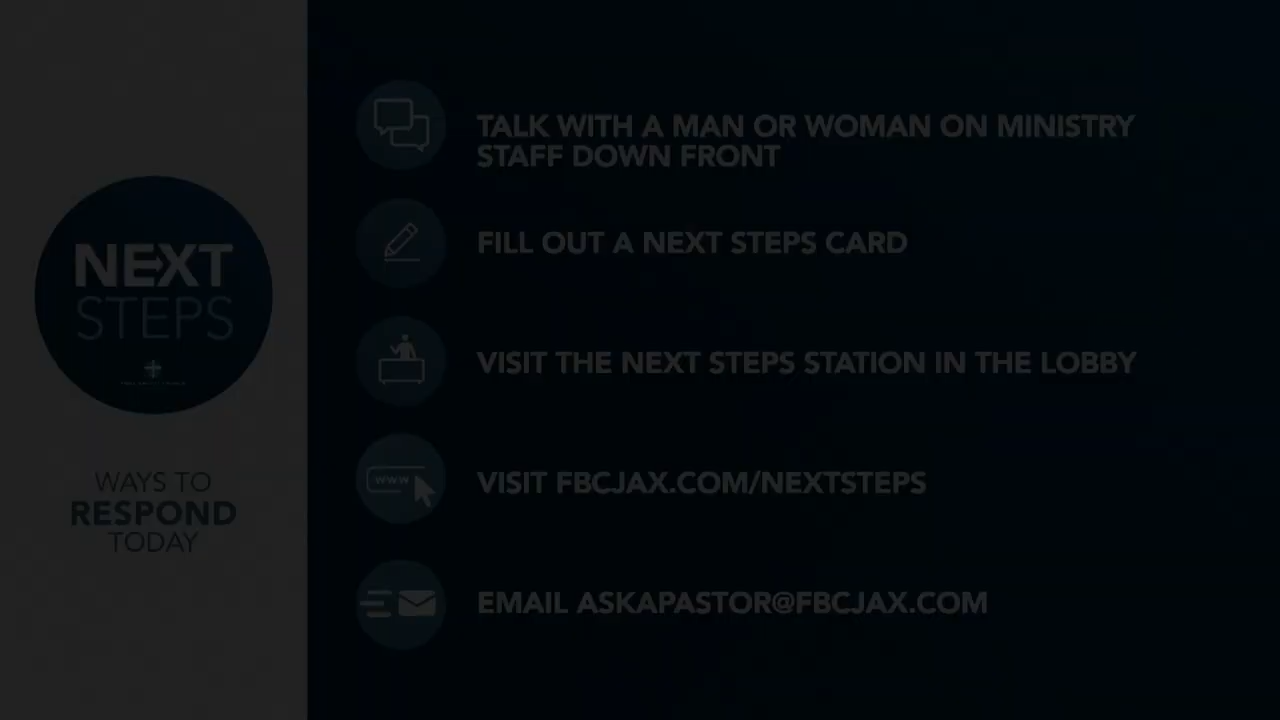 NEXT
STEPS
WAYS TO
RESPOND
TODAY
TALK WITH A MAN OR WOMAN ON MINISTRY
STAFF DOWN FRONT
FILL OUT A NEXT STEPS CARD
VISIT THE NEXT STEPS STATION IN THE LOBBY
www
VISIT FBCJAX.COM/NEXTSTEPS
EMAIL ASKAPASTOR@FBCJAX.COM